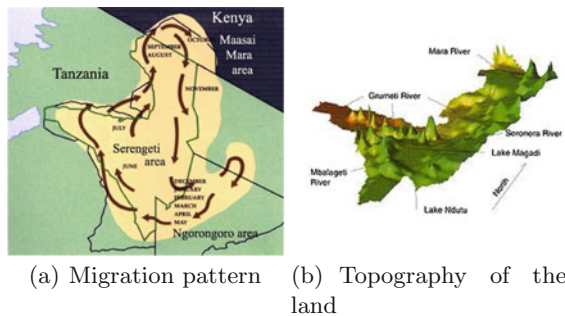 Kenya
OCTOBER
Maasai
Mara
area
SEPTEMBER
AUGUST
Tanzania
NOVEMBER
JULY
Serengeti
area
JUNE
DECEMBER
JANUARY
FEBRUARY
MARCH
APRIL
MAY
Ngorongoro area
Mara River
Grumeti River
Seronera River
Lake Magadi
Mbalageti
River
North
Lake Ndutu
(a) Migration pattern
(b) Topography of the
land